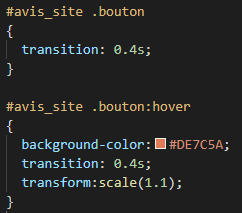 #avis_site .bouton
{
  transition: 0.4s;
}

#avis_site .bouton:hover
{
  background-color: #DE7C5A;
  transition: 0.4s;
  transform:scale(1.1);
}